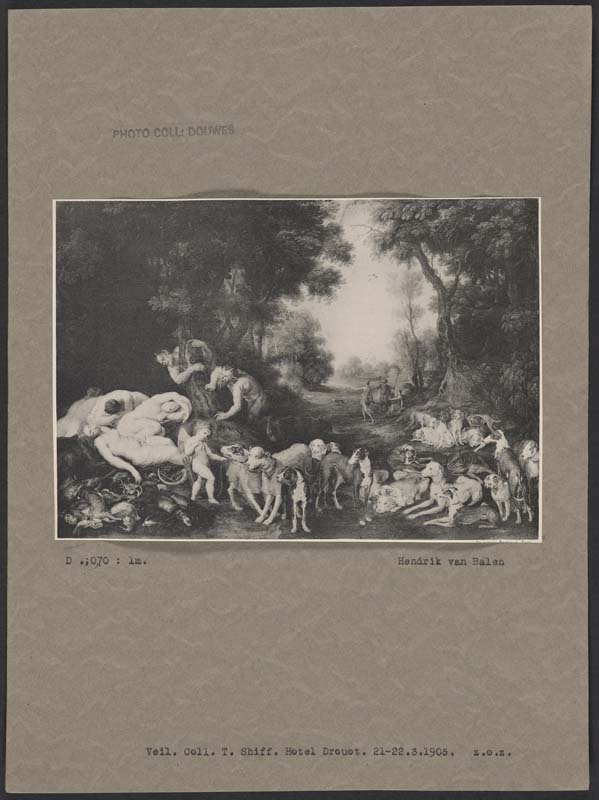 PHOTO COLL: DOUWES
D .;070 : 1m.
Hendrik van Balen
Veil. Coll. T. Shiff. Hotel Drouot. 21-22.3.1905. z.o.z.